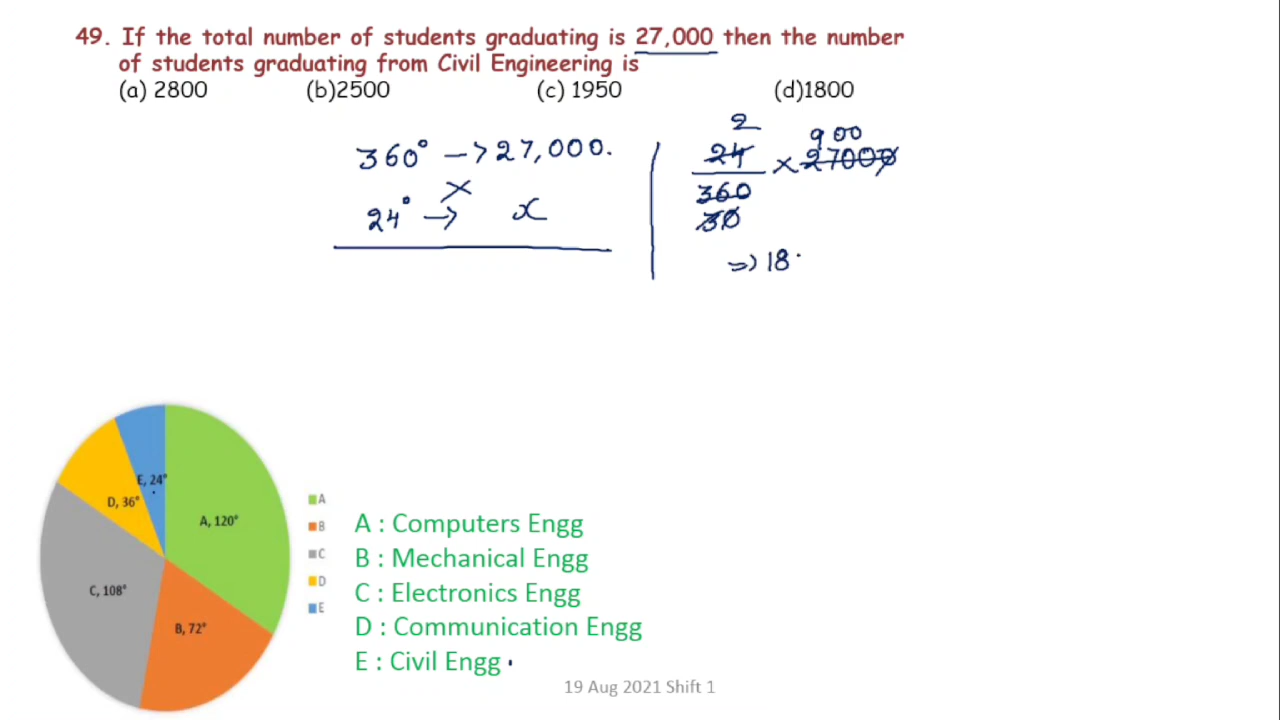 49. If the total number of students graduating is 27,000 then the number
of students graduating from Civil Engineering is
(a) 2800 (b)2500 (c) 1950 (d)1800
360° → 27,000.
24° → x
2
24 × 27000
900
360
30
⇒ 18
E, 24°
D, 36°
A, 120°
C, 108°
B, 72°
A
B
C
D
E
A : Computers Engg
B : Mechanical Engg
C : Electronics Engg
D : Communication Engg
E : Civil Engg
19 Aug 2021 Shift 1